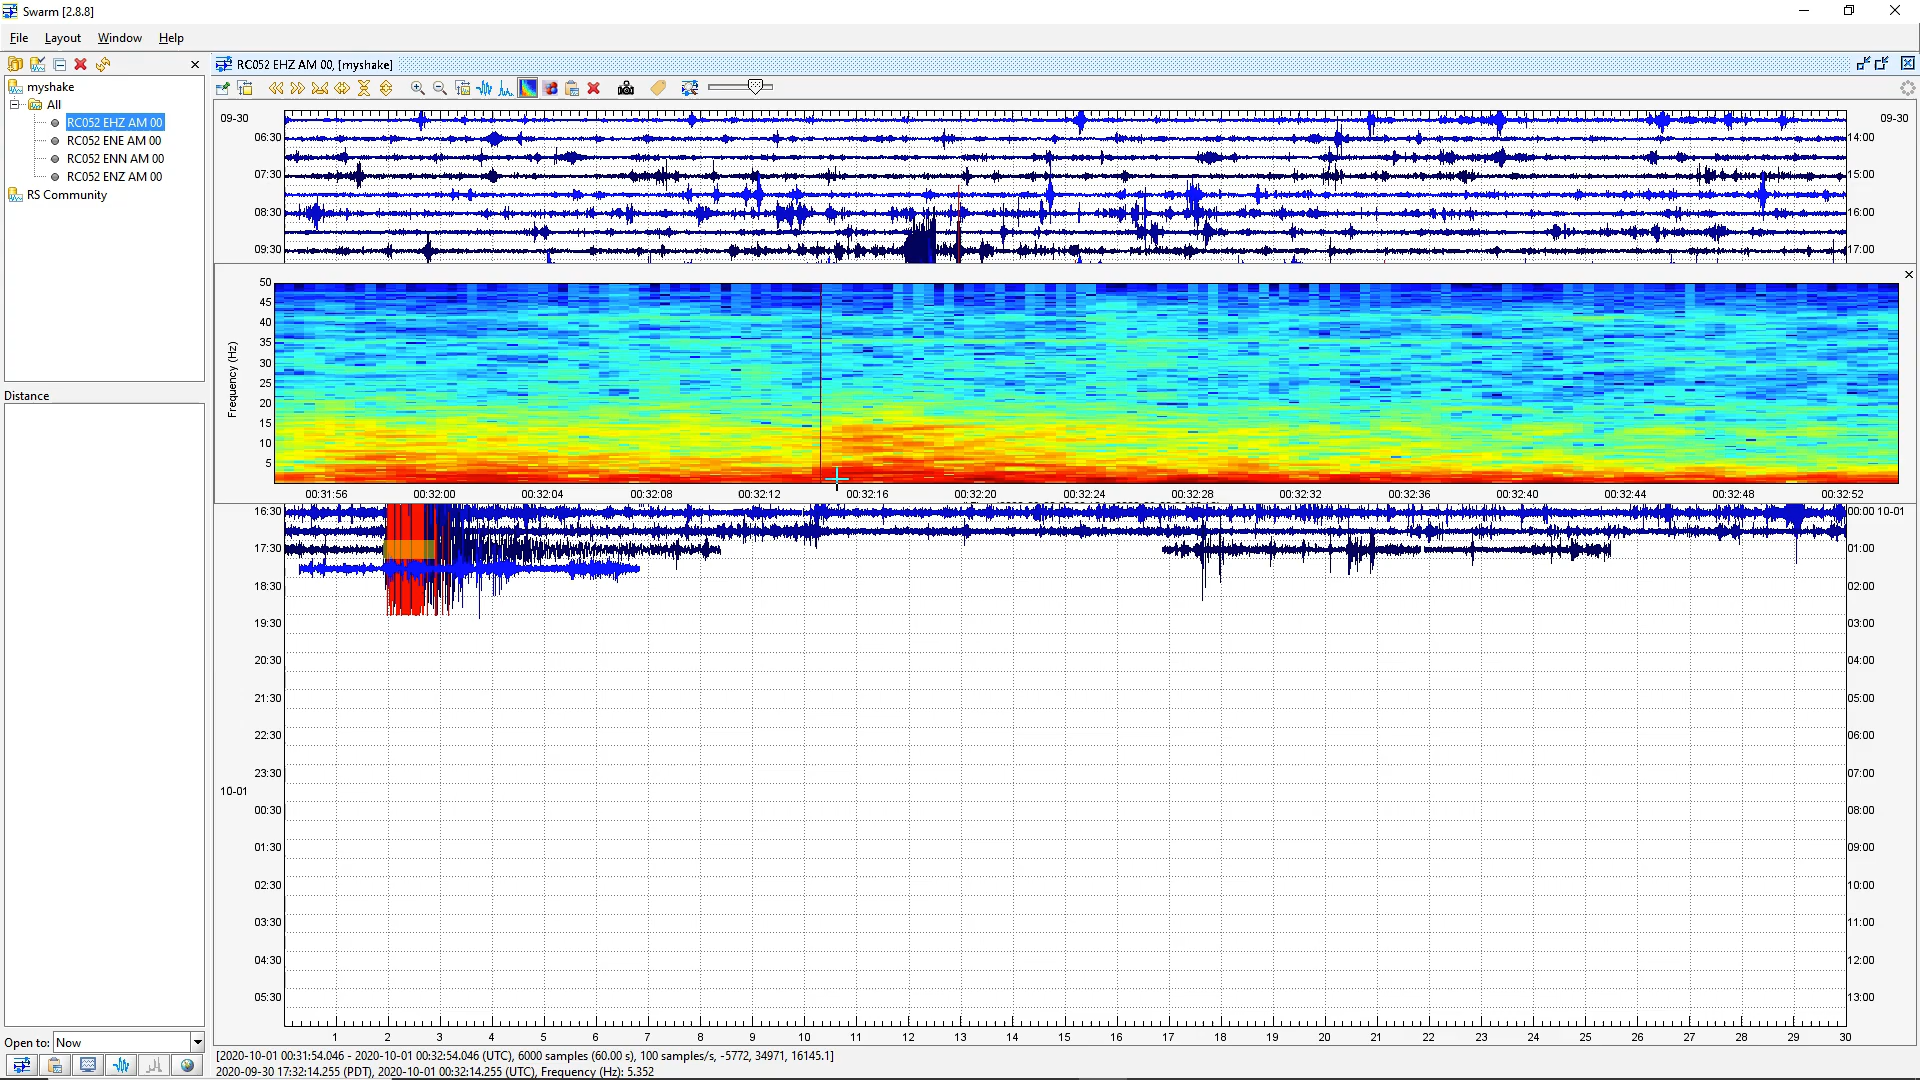 Swarm [2.8.8]
File Layout Window Help
RC052 EHZ AM 00, [myshake]
myshake
All
RC052 EHZ AM 00
RC052 ENE AM 00
RC052 ENN AM 00
RC052 ENZ AM 00
RS Community
Distance
Open to: Now
09-30 09-30
06:30 14:00
07:30 15:00
08:30 16:00
09:30 17:00
Frequency (Hz)
50
45
40
35
30
25
20
15
10
5
00:31:56 00:32:00 00:32:04 00:32:08 00:32:12 00:32:16 00:32:20 00:32:24 00:32:28 00:32:32 00:32:36 00:32:40 00:32:44 00:32:48 00:32:52
16:30 00:00 10-01
17:30 01:00
18:30 02:00
19:30 03:00
20:30 04:00
21:30 05:00
22:30 06:00
23:30 07:00
10-01
00:30 08:00
01:30 09:00
02:30 10:00
03:30 11:00
04:30 12:00
05:30 13:00
1 2 3 4 5 6 7 8 9 10 11 12 13 14 15 16 17 18 19 20 21 22 23 24 25 26 27 28 29 30
[2020-10-01 00:31:54.046 - 2020-10-01 00:32:54.046 (UTC), 6000 samples (60.00 s), 100 samples/s, -5772, 34971, 16145.1]
2020-09-30 17:32:14.255 (PDT), 2020-10-01 00:32:14.255 (UTC), Frequency (Hz): 5.352